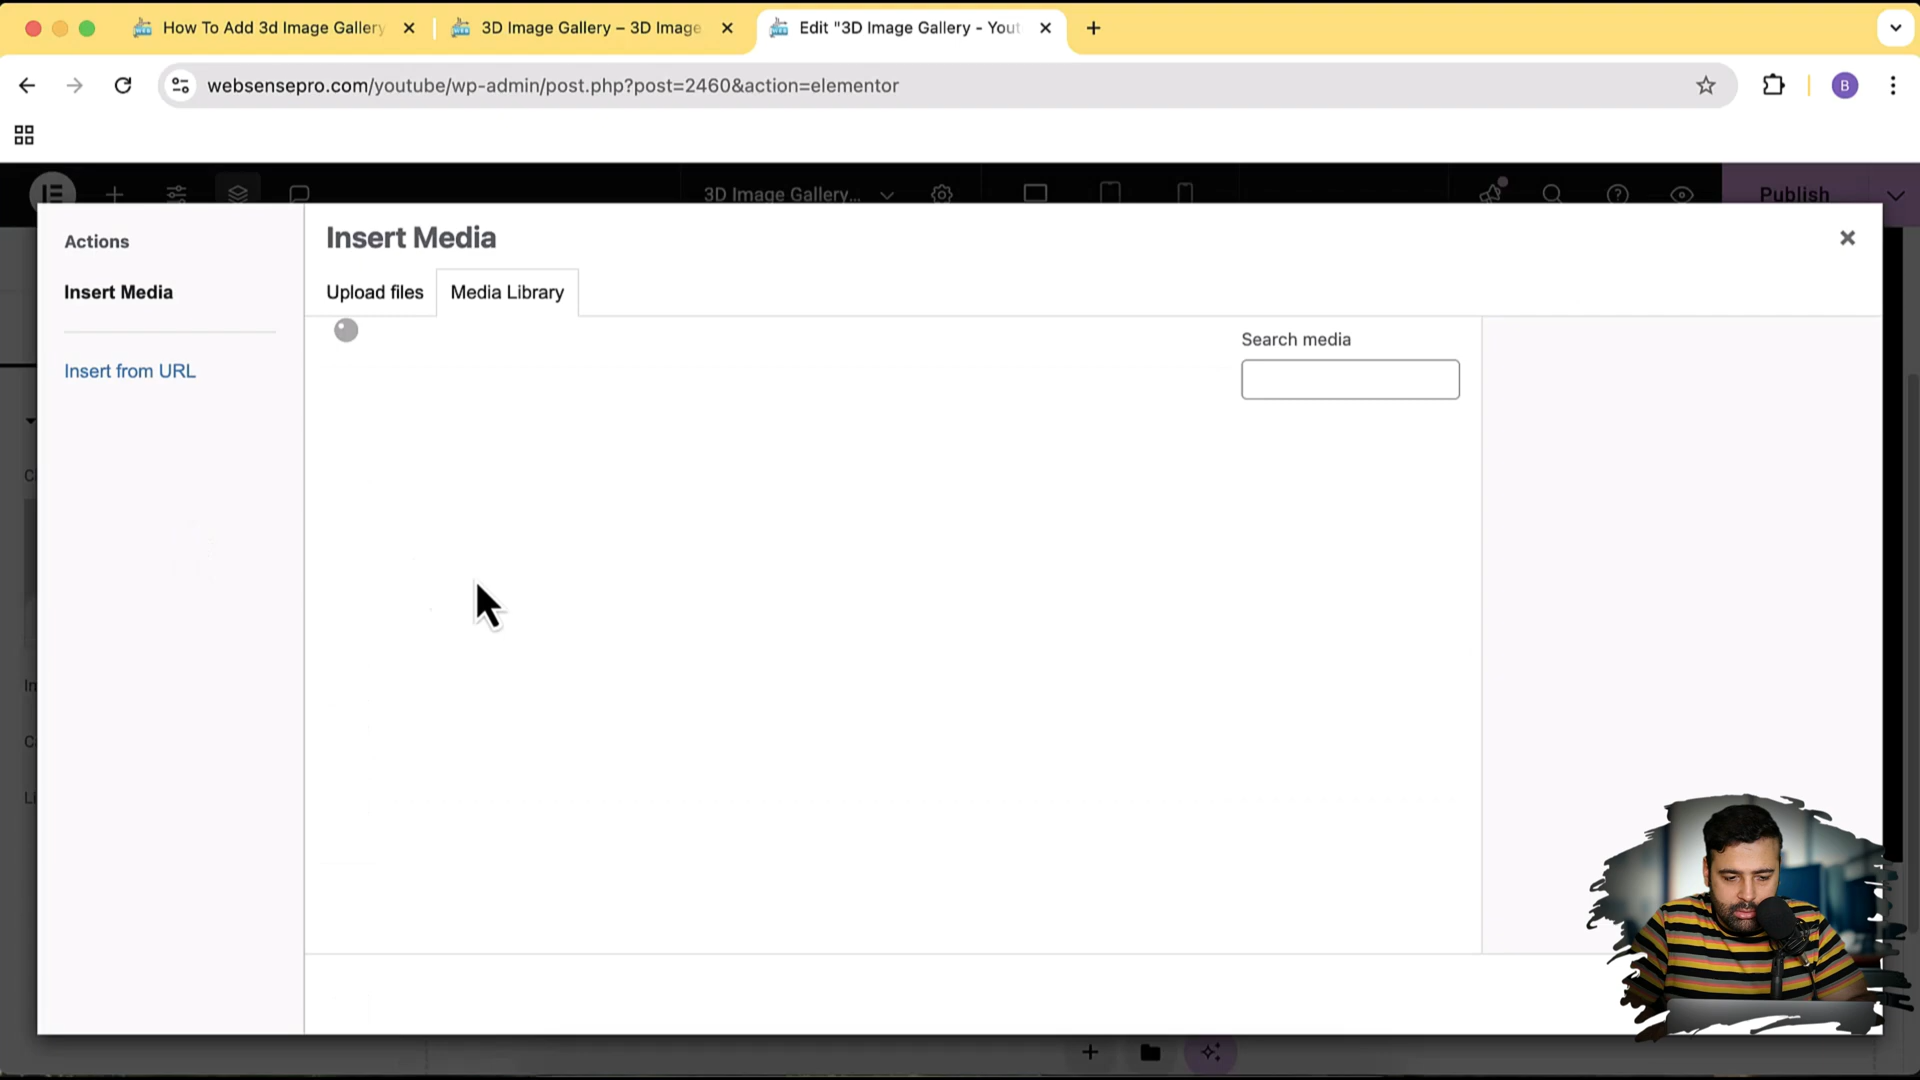 How To Add 3d Image Gallery
3D Image Gallery – 3D Image
Edit "3D Image Gallery - Yout
websensepro.com/youtube/wp-admin/post.php?post=2460&action=elementor
B
3D Image Gallery...
Publish
Actions
Insert Media
Insert from URL
Insert Media
Upload files
Media Library
Search media